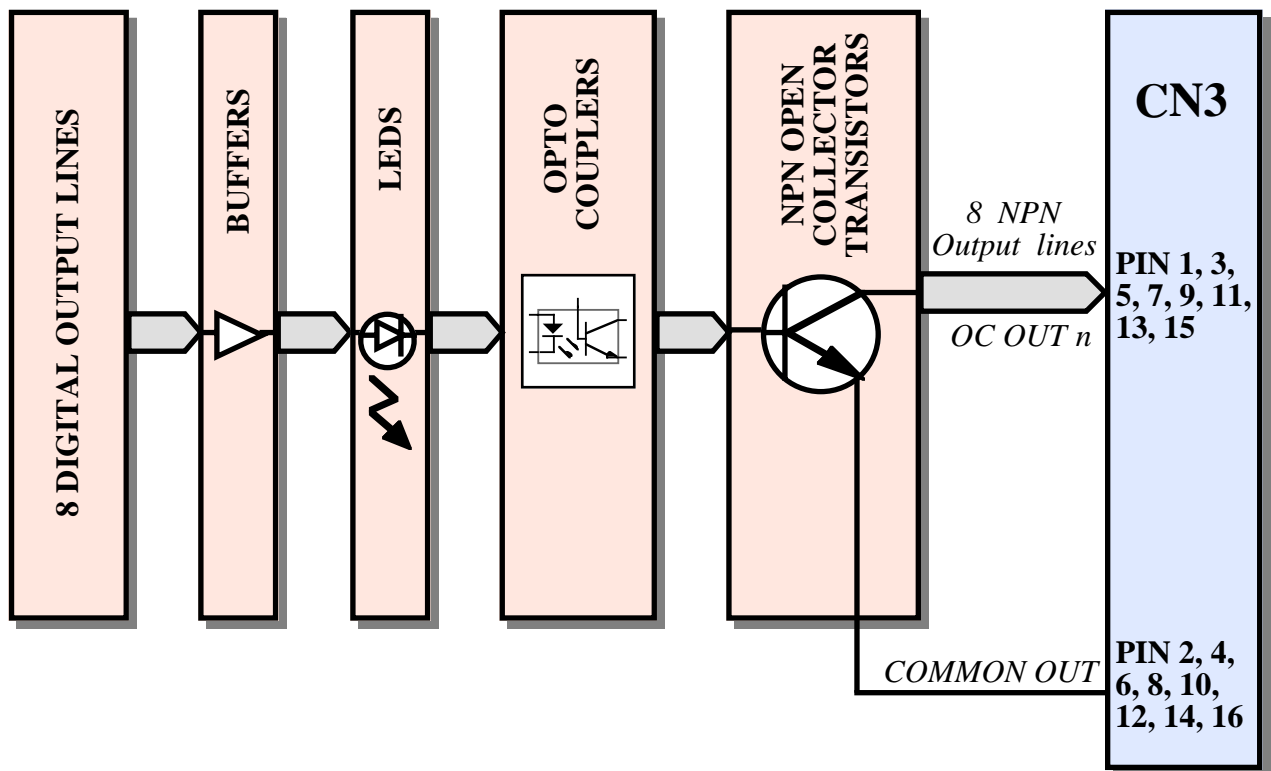 8 DIGITAL OUTPUT LINES
BUFFERS
LEDS
OPTO
COUPLERS
NPN OPEN
COLLECTOR
TRANSISTORS
8 NPN
Output lines
OC OUT n
COMMON OUT
CN3
PIN 1, 3,
5, 7, 9, 11,
13, 15
PIN 2, 4,
6, 8, 10,
12, 14, 16